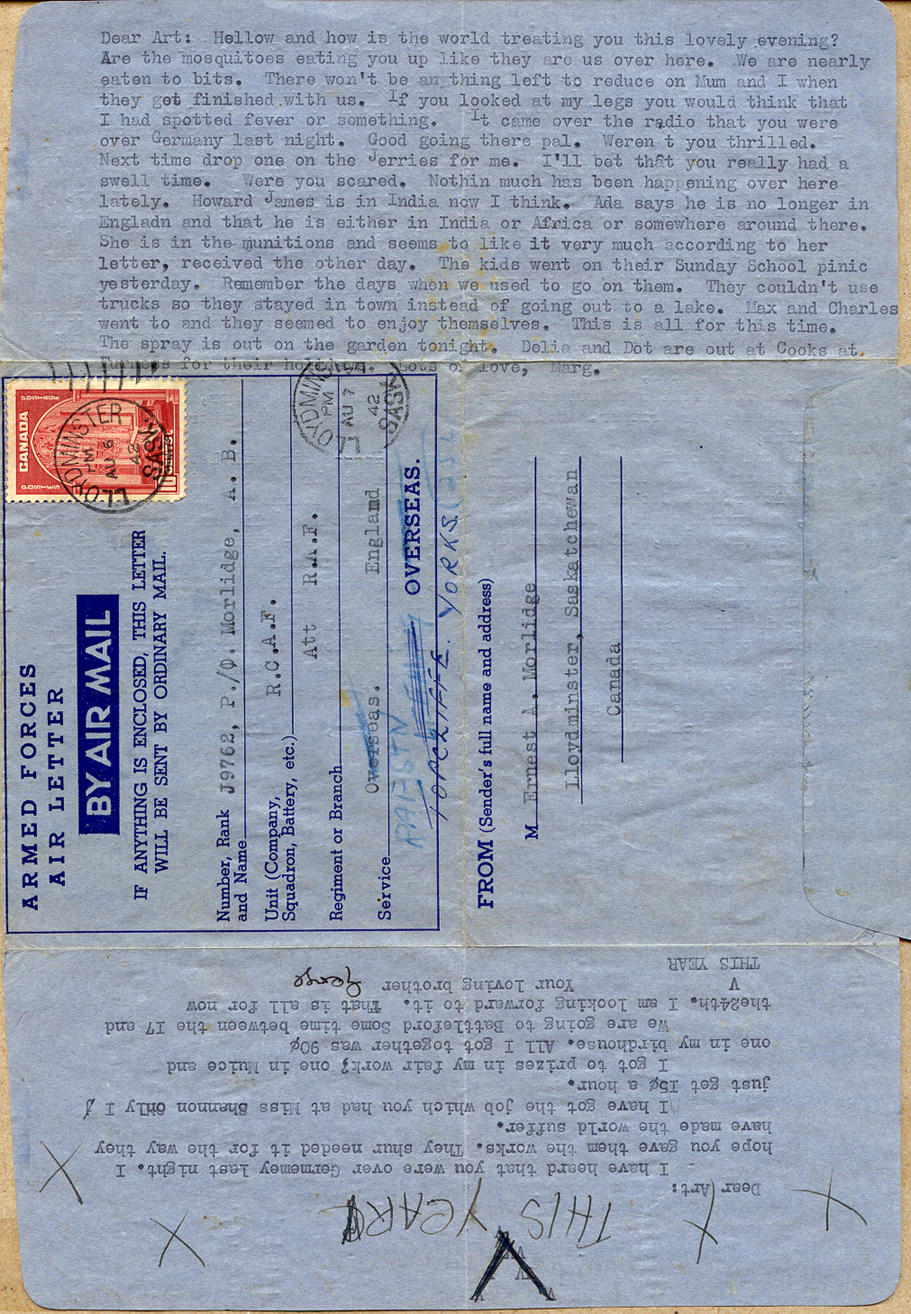 Dear Art: Hellow and how is the world treating you this lovely evening?
Are the mosquitoes eating you up like they are us over here. We are nearly
eaten to bits. There won't be an thing left to reduce on Mum and I when
they get finished with us. If you looked at my legs you would think that
I had spotted fever or something. It came over the radio that you were
over Germany last night. Good going there pal. Weren t you thrilled.
Next time drop one on the Jerries for me. I'll bet that you really had a
swell time. Were you scared. Nothin much has been happening over here
lately. Howard James is in India now I think. Ada says he is no longer in
Engladn and that he is either in India or Africa or somewhere around there.
She is in the munitions and seems to like it very much according to her
letter, received the other day. The kids went on their Sunday School pinic
yesterday. Remember the days when we used to go on them. They couldn't use
trucks so they stayed in town instead of going out to a lake. Max and Charles
went to and they seemed to enjoy themselves. This is all for this time.
The spray is out on the garden tonight. Delia and Dot are out at Cooks at
for their holiday. Lots of love, Marg.
CANADA
POSTES POSTAGE
10
LLOYDMINSTER
PM
AU 6
42
SASK
LLOYDMINSTER
PM
AU 7
42
SASK
ARMED FORCES
AIR LETTER
BY AIR MAIL
IF ANYTHING IS ENCLOSED, THIS LETTER
WILL BE SENT BY ORDINARY MAIL.
Number, Rank
and Name J9762, P./O. Morlidge, A. B.
Unit (Company,
Squadron, Battery, etc.) R.C.A.F.
Regiment or Branch Att R.A.F.
Service Overseas. England
OVERSEAS.
TOPCLIFFE. YORKS.
FROM (Sender's full name and address)
M Ernest A. Morlidge
Lloydminster, Saskatchewan
Canada
V
THIS YEAR
Dear Art:
I have heard that you were over Germemey last night. I
hope you gave them the works. They shur needed it for the way they
have made the world suffer.
I have got the job which you had at Miss Shannon only I
just get 15¢ a hour.
I got to prizes in my fair work; one in Muice and
one in my birdhouse. All I got together was 90¢
We are going to Battleford Some time between the 17 and
the24th. I am looking forward to it. That is all for now
Your loving brother George
V
THIS YEAR